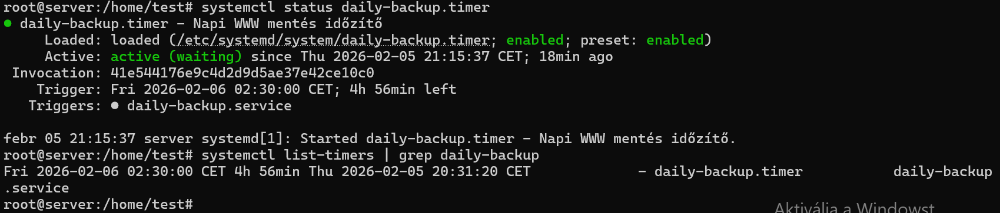 root@server:/home/test# systemctl status daily-backup.timer
● daily-backup.timer - Napi WWW mentés időzítő
     Loaded: loaded (/etc/systemd/system/daily-backup.timer; enabled; preset: enabled)
     Active: active (waiting) since Thu 2026-02-05 21:15:37 CET; 18min ago
 Invocation: 41e544176e9c4d2d9d5ae37e42ce10c0
    Trigger: Fri 2026-02-06 02:30:00 CET; 4h 56min left
   Triggers: ● daily-backup.service

febr 05 21:15:37 server systemd[1]: Started daily-backup.timer - Napi WWW mentés időzítő.
root@server:/home/test# systemctl list-timers | grep daily-backup
Fri 2026-02-06 02:30:00 CET 4h 56min Thu 2026-02-05 20:31:20 CET             - daily-backup.timer           daily-backup
.service
root@server:/home/test#
Aktiválja a Windowst